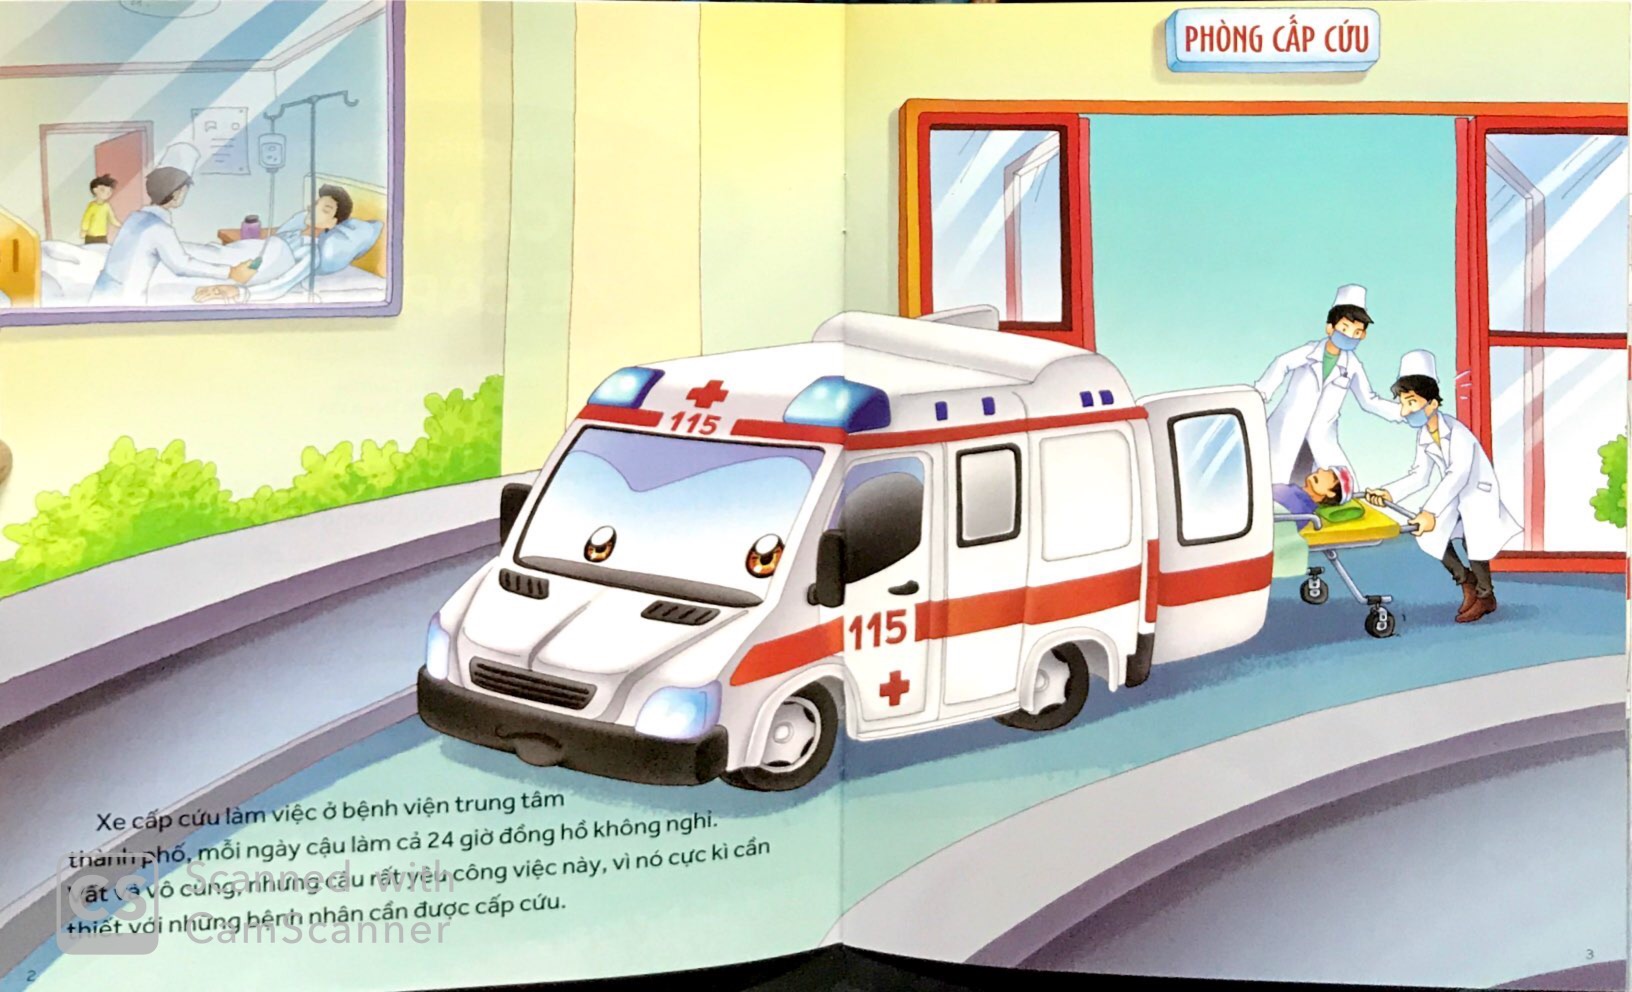 PHÒNG CẤP CỨU
115
115
Xe cấp cứu làm việc ở bệnh viện trung tâm
thành phố, mỗi ngày cậu làm cả 24 giờ đồng hồ không nghỉ.
Vất vả vô cùng, nhưng cậu rất yêu công việc này, vì nó cực kì cần
thiết với những bệnh nhân cần được cấp cứu.
CS Scanned with
CamScanner
2
3